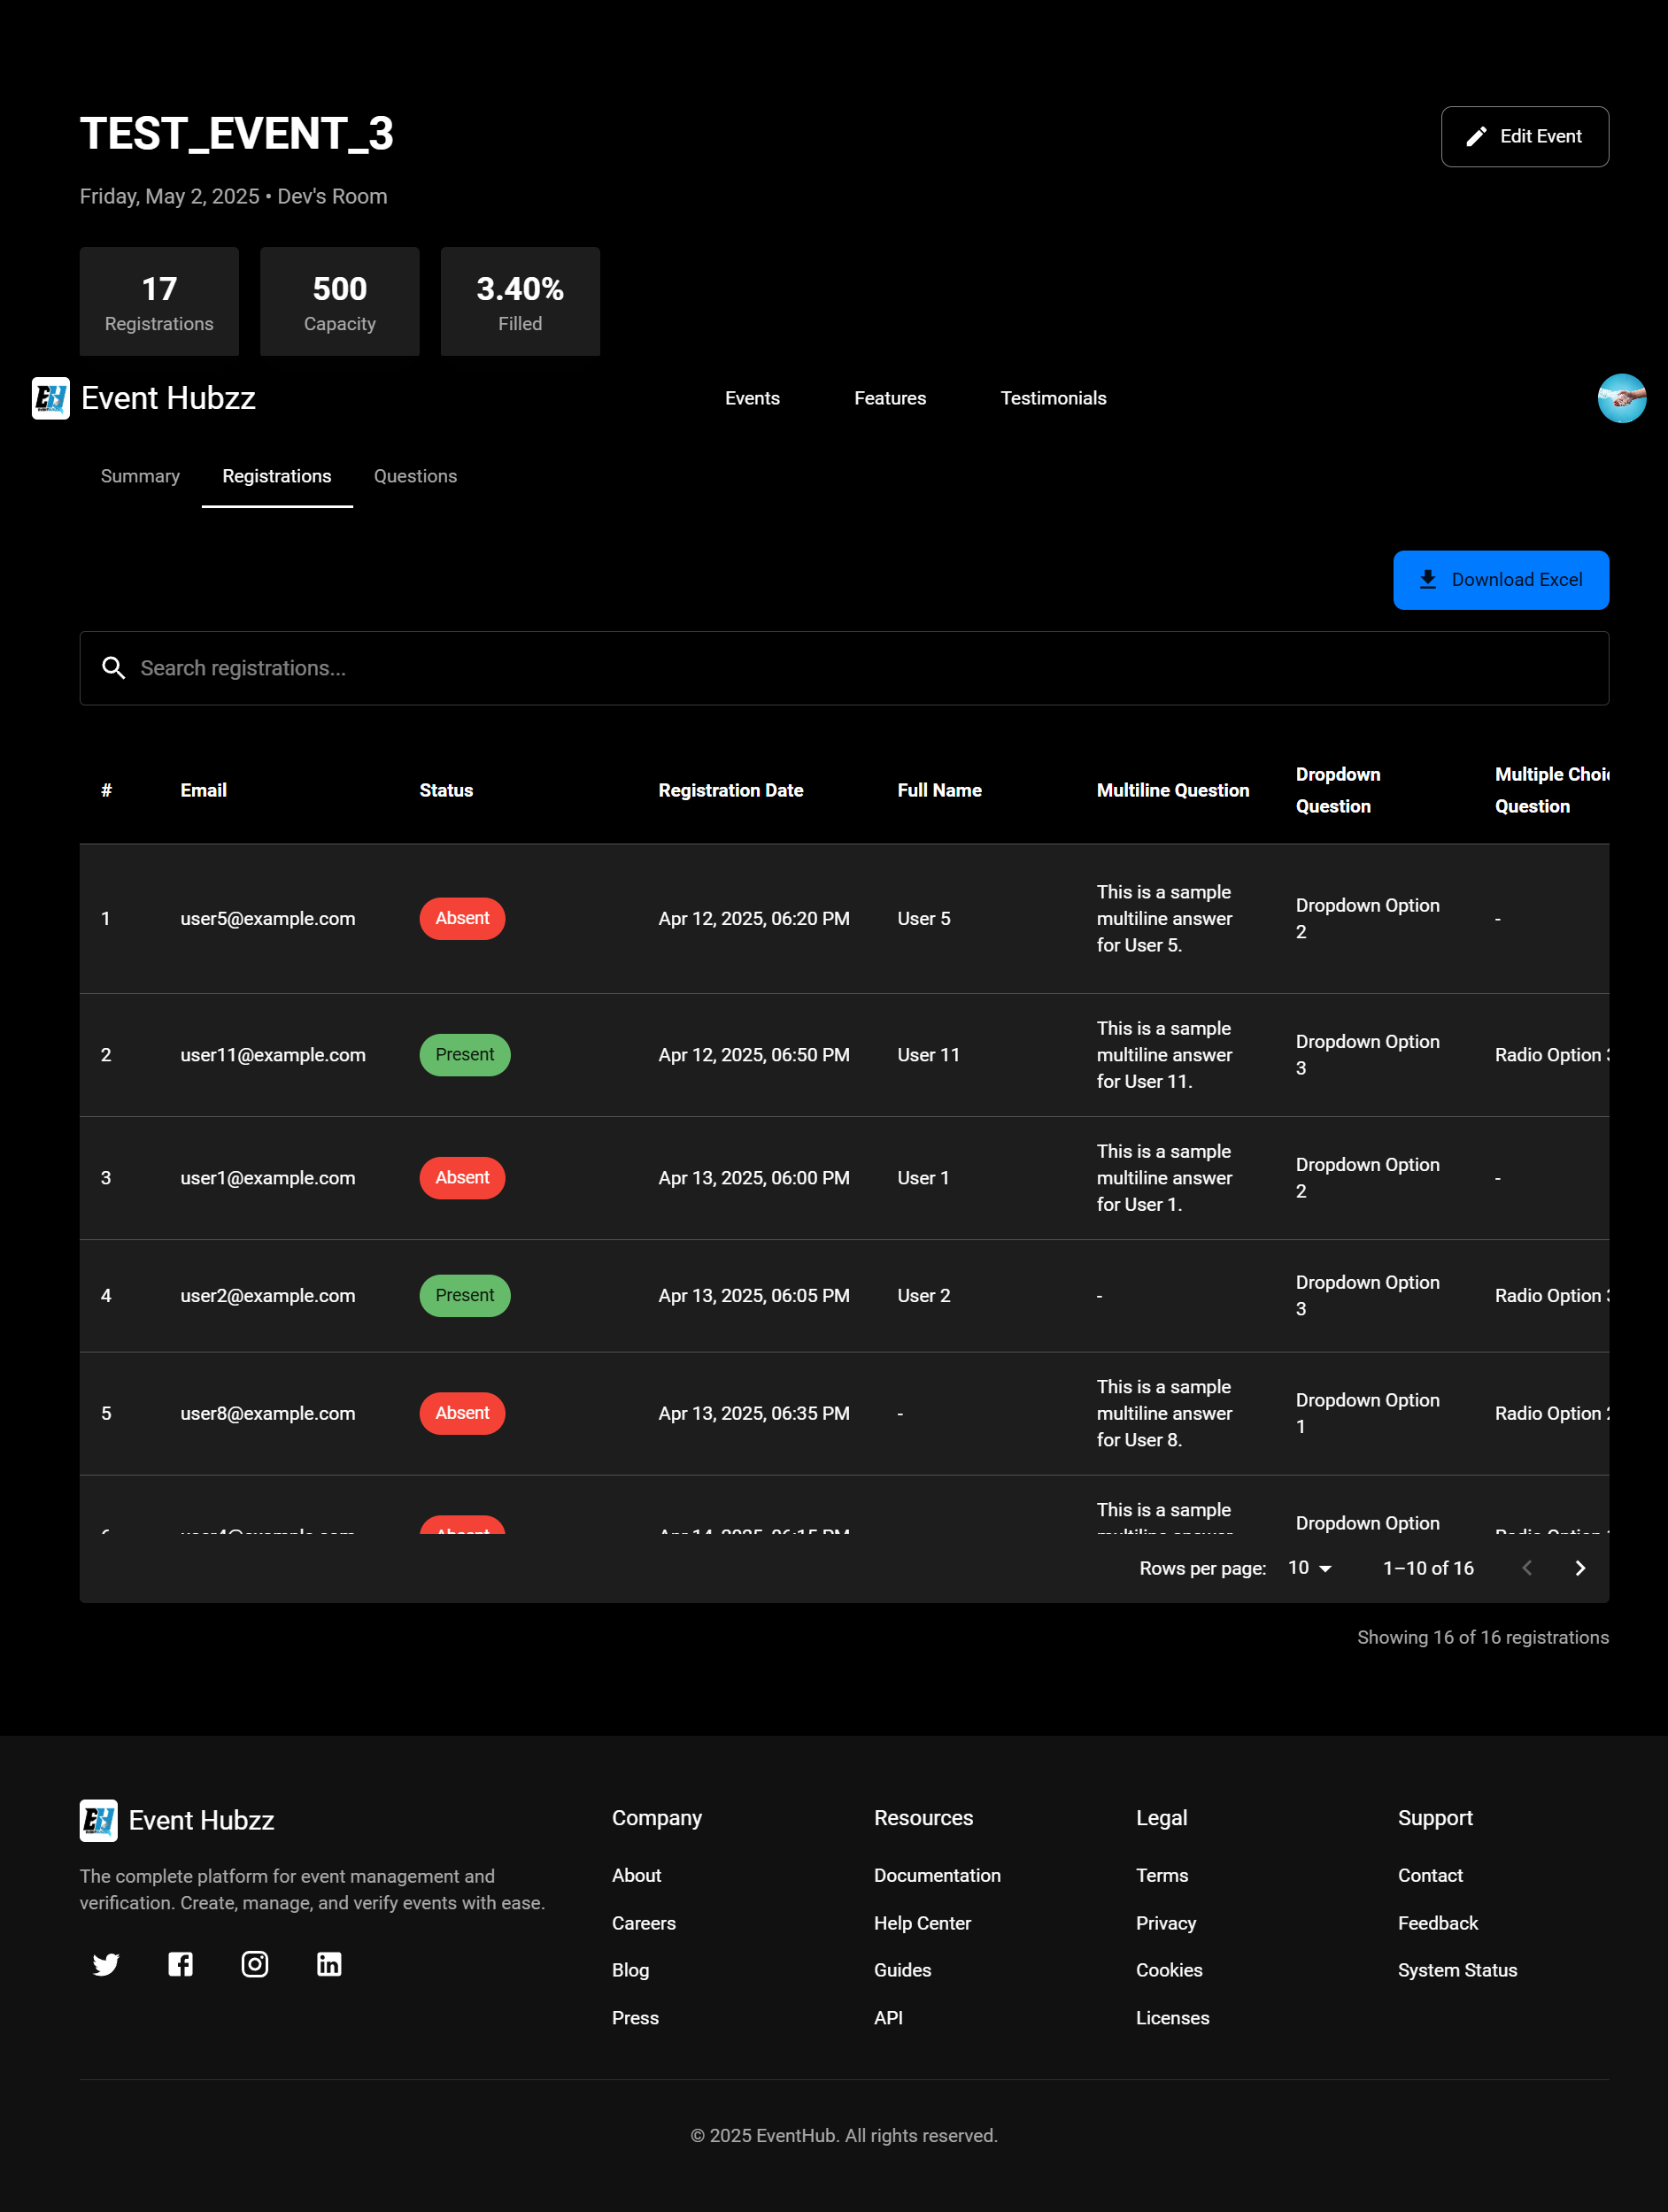 TEST_EVENT_3
Edit Event
Friday, May 2, 2025 • Dev's Room
17
Registrations
500
Capacity
3.40%
Filled
EH
Event Hubzz
Events
Features
Testimonials
Summary
Registrations
Questions
Download Excel
Search registrations...
# Email Status Registration Date Full Name Multiline Question Dropdown Question Multiple Choi Question
1 user5@example.com Absent Apr 12, 2025, 06:20 PM User 5 This is a sample multiline answer for User 5. Dropdown Option 2 -
2 user11@example.com Present Apr 12, 2025, 06:50 PM User 11 This is a sample multiline answer for User 11. Dropdown Option 3 Radio Option 3
3 user1@example.com Absent Apr 13, 2025, 06:00 PM User 1 This is a sample multiline answer for User 1. Dropdown Option 2 -
4 user2@example.com Present Apr 13, 2025, 06:05 PM User 2 - Dropdown Option 3 Radio Option 3
5 user8@example.com Absent Apr 13, 2025, 06:35 PM - This is a sample multiline answer for User 8. Dropdown Option 1 Radio Option 2
Absent This is a sample multiline answer Dropdown Option
Rows per page: 10 1–10 of 16
Showing 16 of 16 registrations
EH
Event Hubzz
The complete platform for event management and
verification. Create, manage, and verify events with ease.
Company
About
Careers
Blog
Press
Resources
Documentation
Help Center
Guides
API
Legal
Terms
Privacy
Cookies
Licenses
Support
Contact
Feedback
System Status
© 2025 EventHub. All rights reserved.